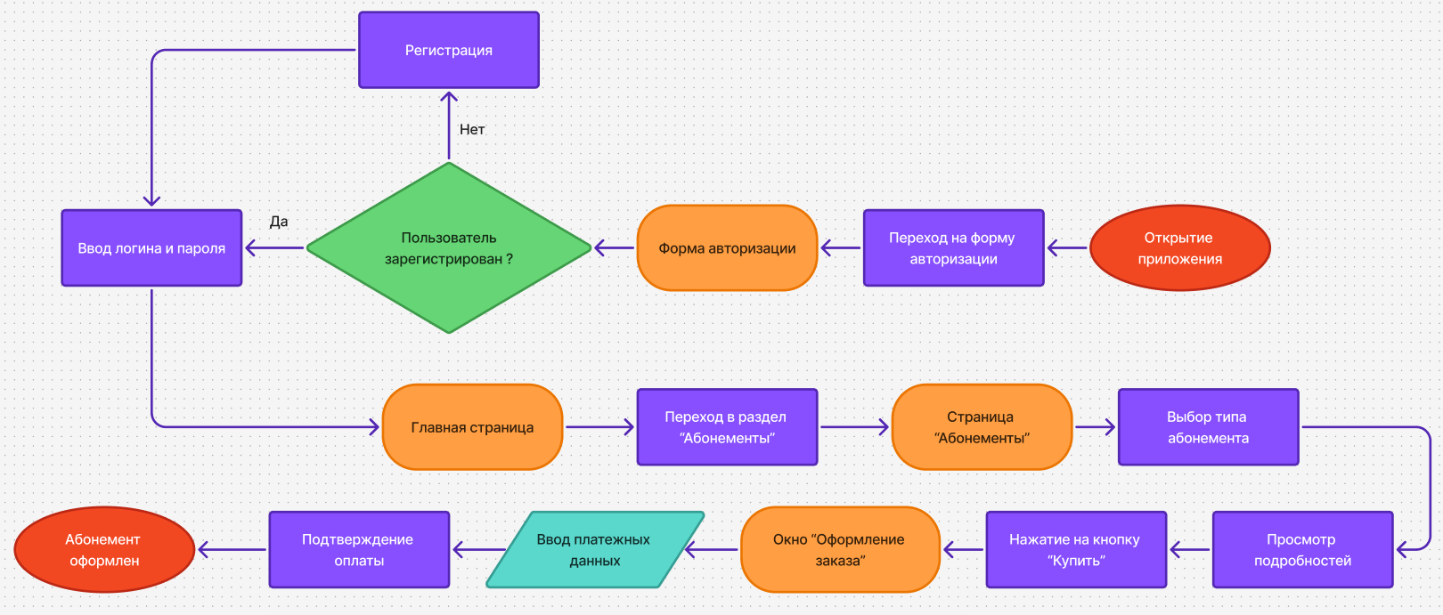 Регистрация
Нет
Да
Ввод логина и пароля
Пользователь
зарегистрирован ?
Форма авторизации
Переход на форму
авторизации
Открытие
приложения
Главная страница
Переход в раздел
“Абонементы”
Страница
“Абонементы”
Выбор типа
абонемента
Абонемент
оформлен
Подтверждение
оплаты
Ввод платежных
данных
Окно “Оформление
заказа”
Нажатие на кнопку
“Купить”
Просмотр
подробностей